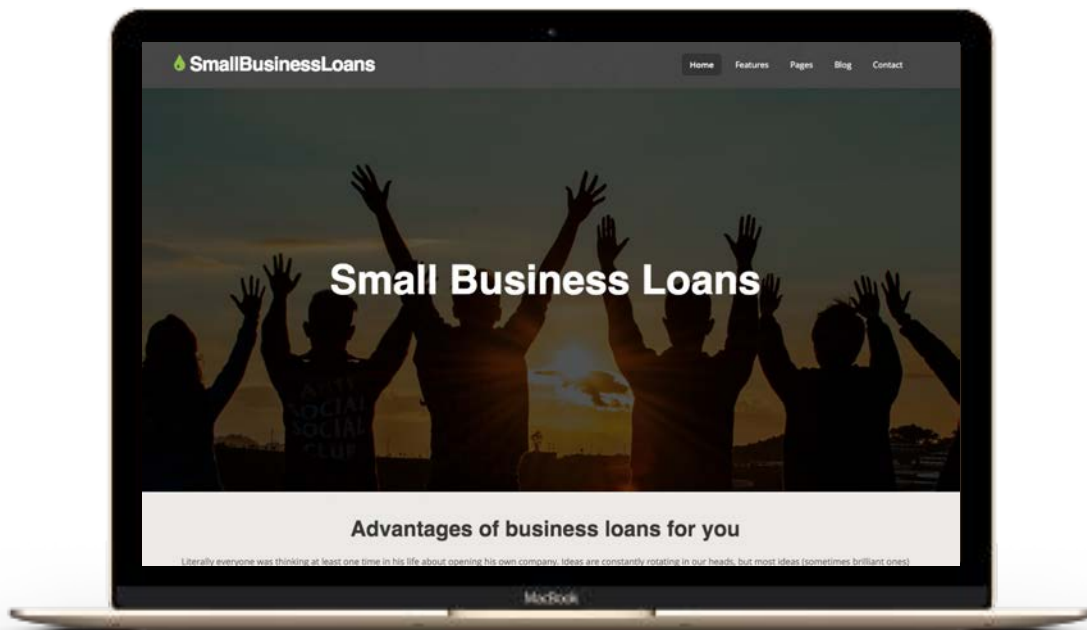 SmallBusinessLoans
Home Features Pages Blog Contact
Small Business Loans
ANTI
SOCIAL
SOCIAL
CLUB
Advantages of business loans for you
Literally everyone was thinking at least one time in his life about opening his own company. Ideas are constantly rotating in our heads, but most ideas (sometimes brilliant ones)
MacBook